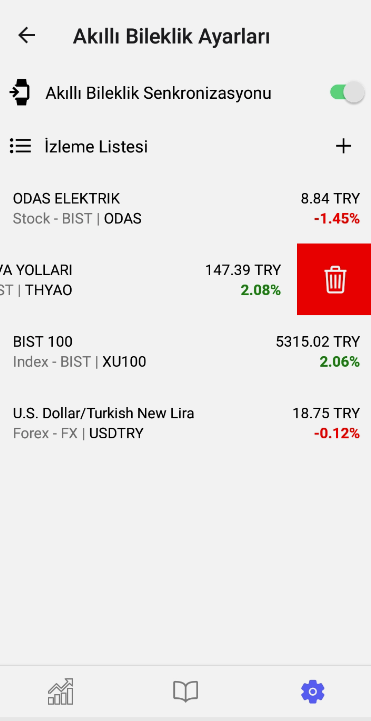 Akıllı Bileklik Ayarları
Akıllı Bileklik Senkronizasyonu
İzleme Listesi
ODAS ELEKTRIK 8.84 TRY
Stock - BIST | ODAS -1.45%
VA YOLLARI 147.39 TRY
ST | THYAO 2.08%
BIST 100 5315.02 TRY
Index - BIST | XU100 2.06%
U.S. Dollar/Turkish New Lira 18.75 TRY
Forex - FX | USDTRY -0.12%